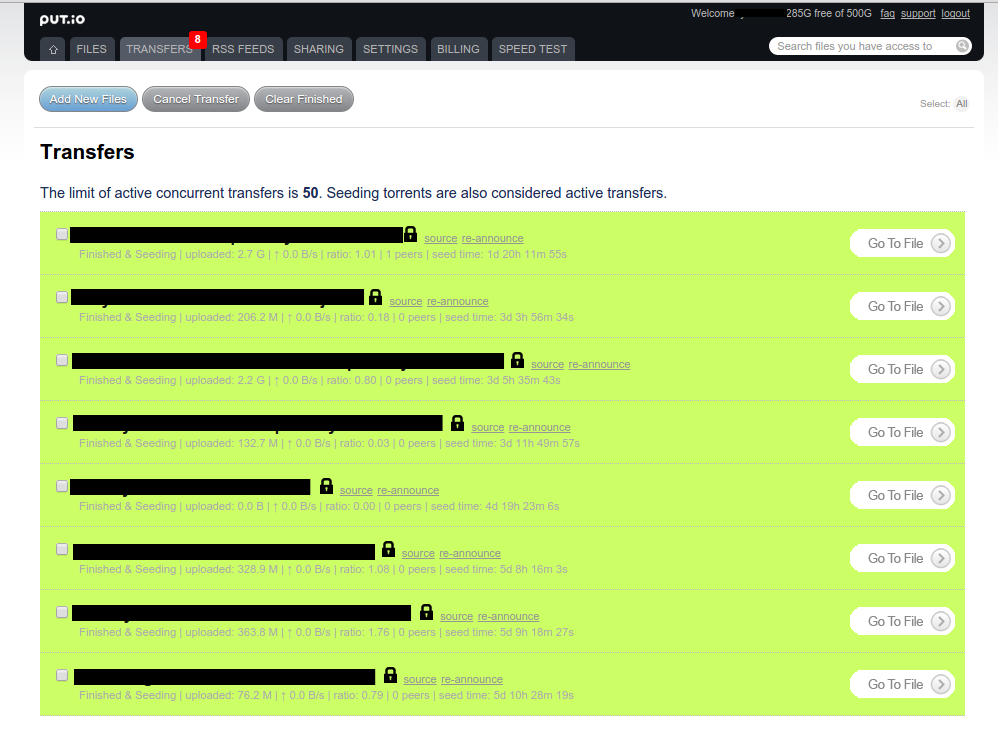 put.io
Welcome 285G free of 500G faq support logout
FILES TRANSFERS 8 RSS FEEDS SHARING SETTINGS BILLING SPEED TEST
Search files you have access to
Add New Files Cancel Transfer Clear Finished
Select: All
Transfers
The limit of active concurrent transfers is 50. Seeding torrents are also considered active transfers.
source re-announce
Finished & Seeding | uploaded: 2.7 G | ↑ 0.0 B/s | ratio: 1.01 | 1 peers | seed time: 1d 20h 11m 55s
Go To File
source re-announce
Finished & Seeding | uploaded: 206.2 M | ↑ 0.0 B/s | ratio: 0.18 | 0 peers | seed time: 3d 3h 56m 34s
Go To File
source re-announce
Finished & Seeding | uploaded: 2.2 G | ↑ 0.0 B/s | ratio: 0.80 | 0 peers | seed time: 3d 5h 35m 43s
Go To File
source re-announce
Finished & Seeding | uploaded: 132.7 M | ↑ 0.0 B/s | ratio: 0.03 | 0 peers | seed time: 3d 11h 49m 57s
Go To File
source re-announce
Finished & Seeding | uploaded: 0.0 B | ↑ 0.0 B/s | ratio: 0.00 | 0 peers | seed time: 4d 19h 23m 6s
Go To File
source re-announce
Finished & Seeding | uploaded: 328.9 M | ↑ 0.0 B/s | ratio: 1.08 | 0 peers | seed time: 5d 8h 16m 3s
Go To File
source re-announce
Finished & Seeding | uploaded: 363.8 M | ↑ 0.0 B/s | ratio: 1.76 | 0 peers | seed time: 5d 9h 18m 27s
Go To File
source re-announce
Finished & Seeding | uploaded: 76.2 M | ↑ 0.0 B/s | ratio: 0.79 | 0 peers | seed time: 5d 10h 28m 19s
Go To File